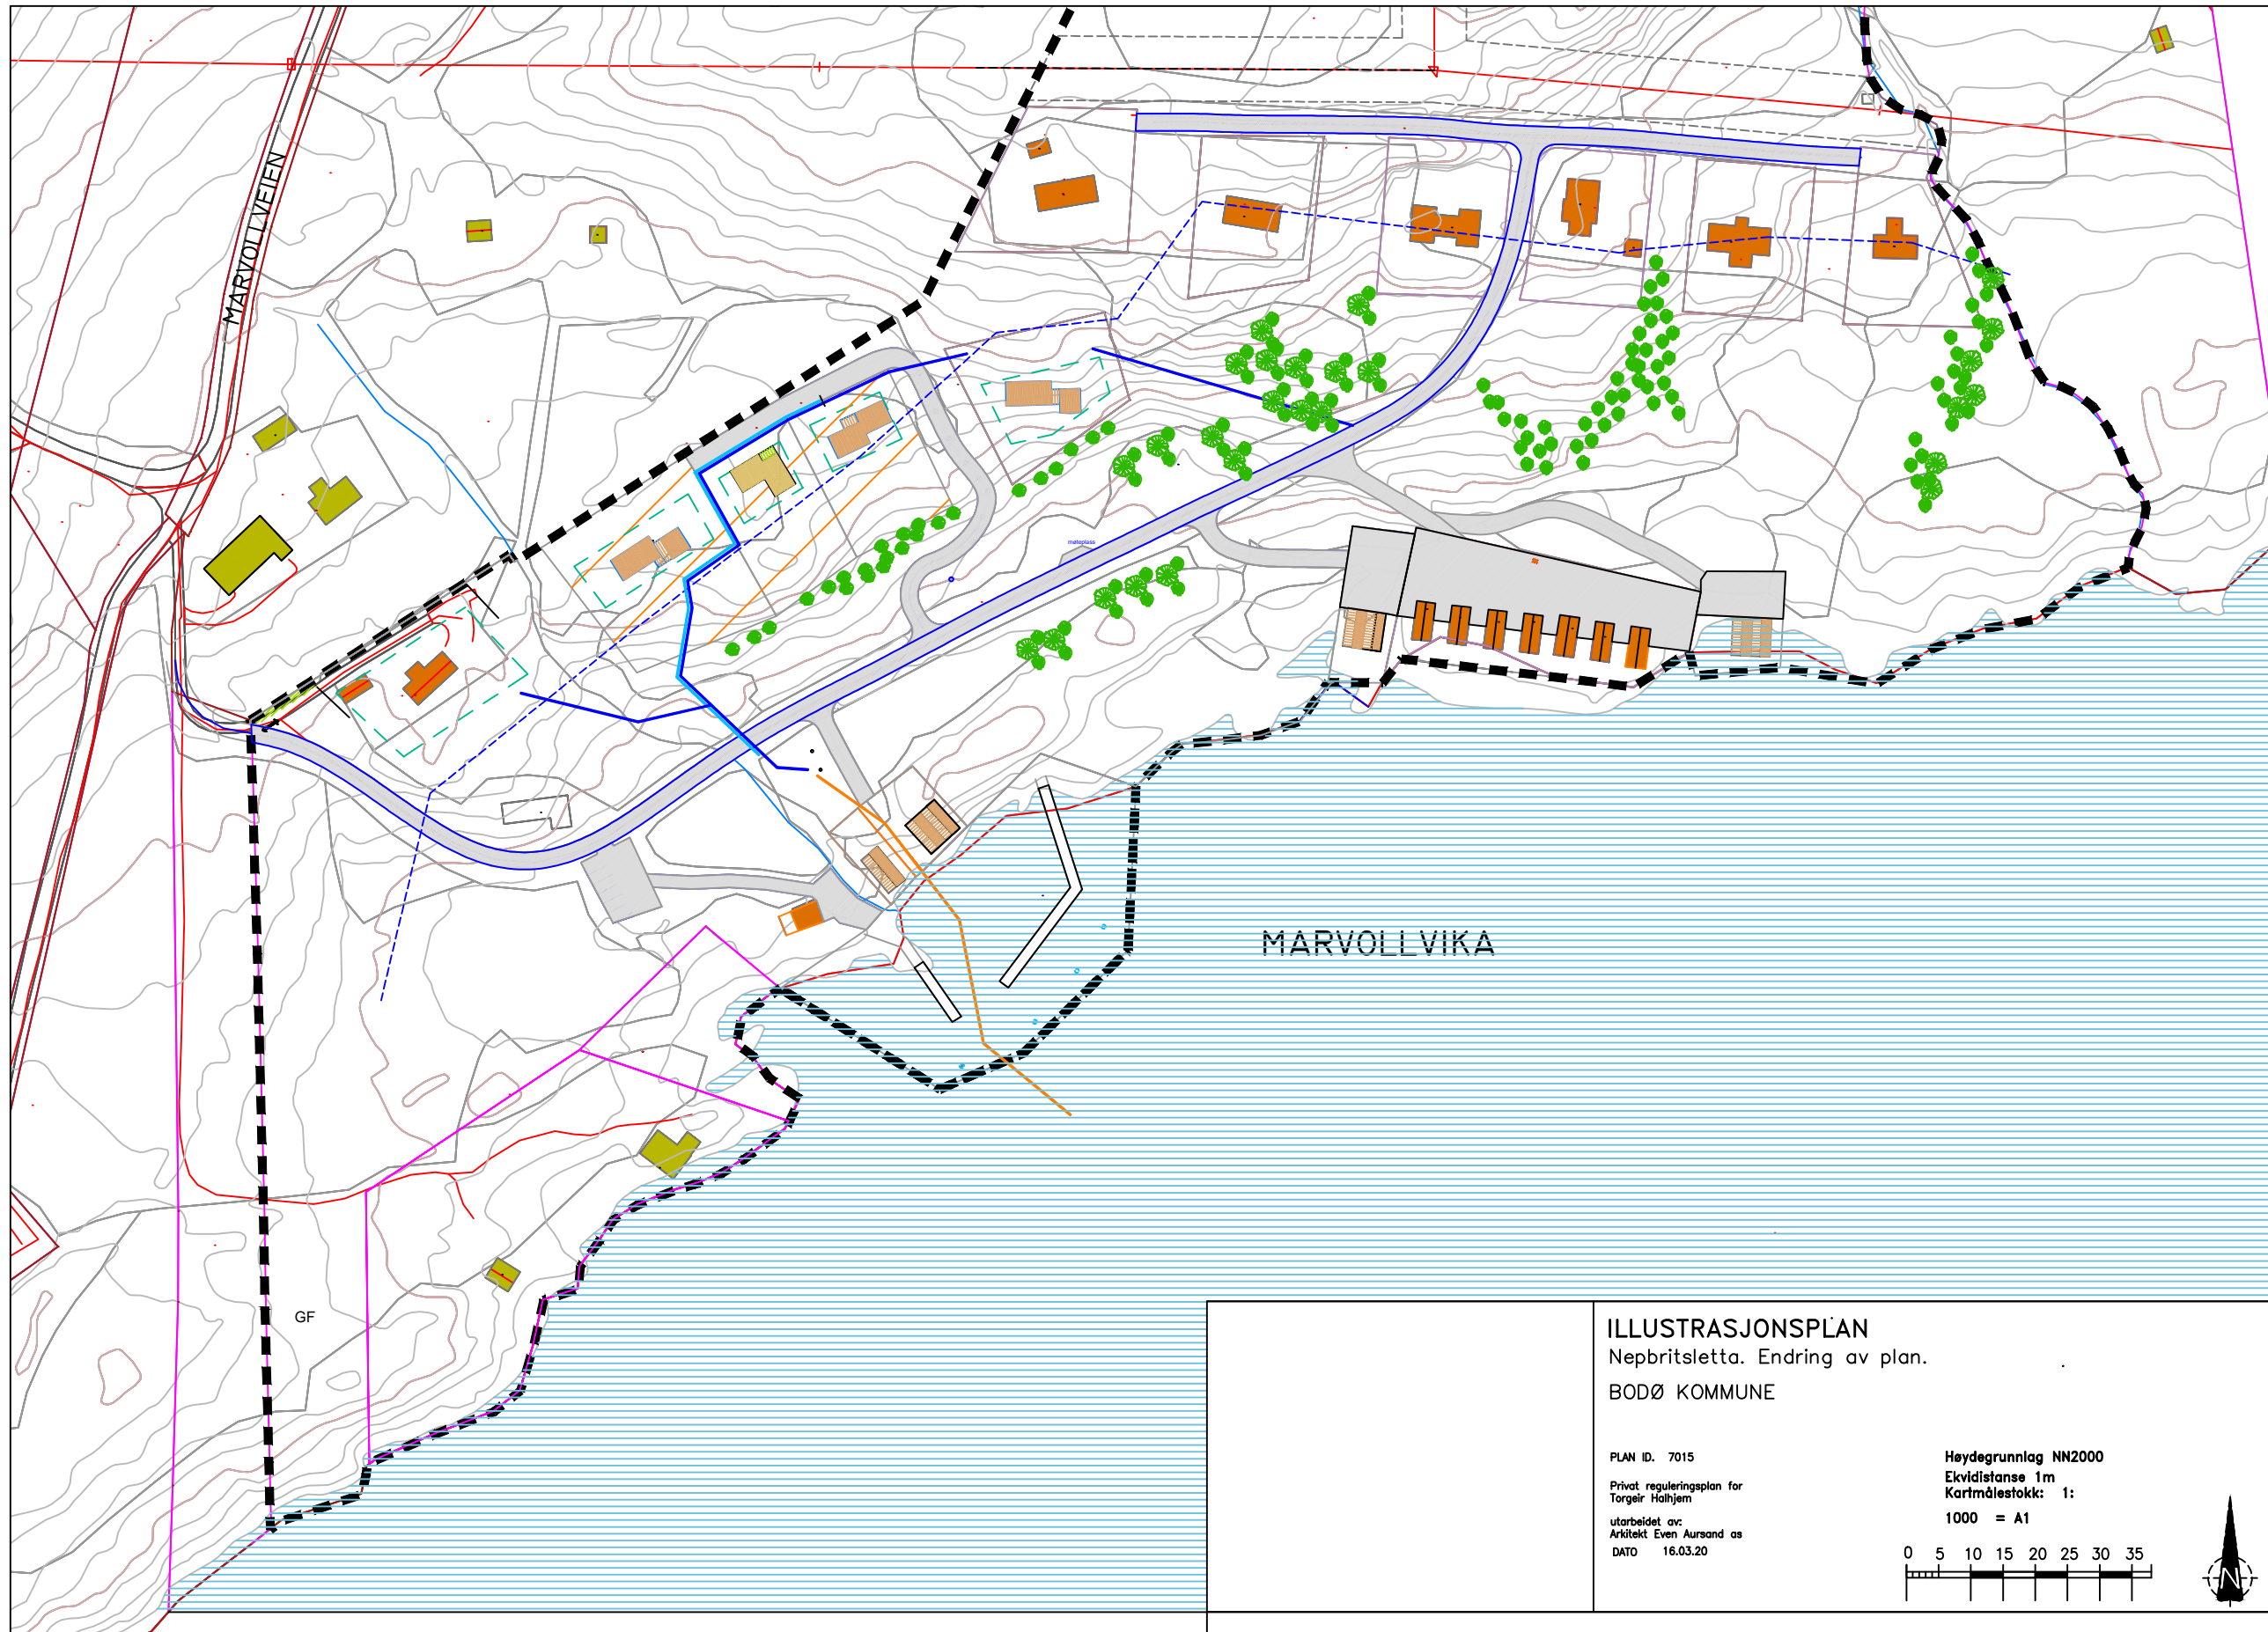 MARVOLLVEIEN
møteplass
MARVOLLVIKA
GF
ILLUSTRASJONSPLAN
Nepbritsletta. Endring av plan.
BODØ KOMMUNE
PLAN ID. 7015
Privat reguleringsplan for
Torgeir Halhjem
utarbeidet av:
Arkitekt Even Aursand as
DATO 16.03.20
Høydegrunnlag NN2000
Ekvidistanse 1m
Kartmålestokk: 1:
1000 = A1
0 5 10 15 20 25 30 35
N